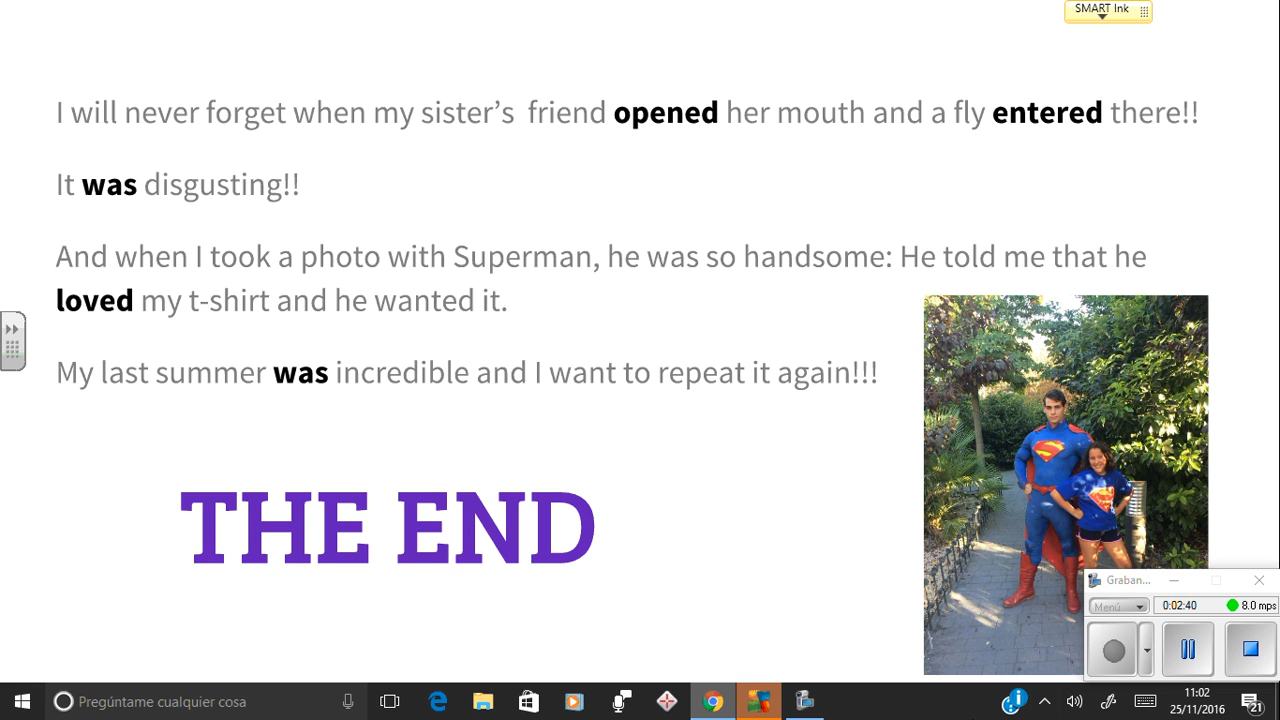 SMART Ink
I will never forget when my sister’s friend opened her mouth and a fly entered there!!
It was disgusting!!
And when I took a photo with Superman, he was so handsome: He told me that he
loved my t-shirt and he wanted it.
My last summer was incredible and I want to repeat it again!!!
THE END
Graban...
Menú
0:02:40
8.0 mps
Pregúntame cualquier cosa
11:02
25/11/2016
21